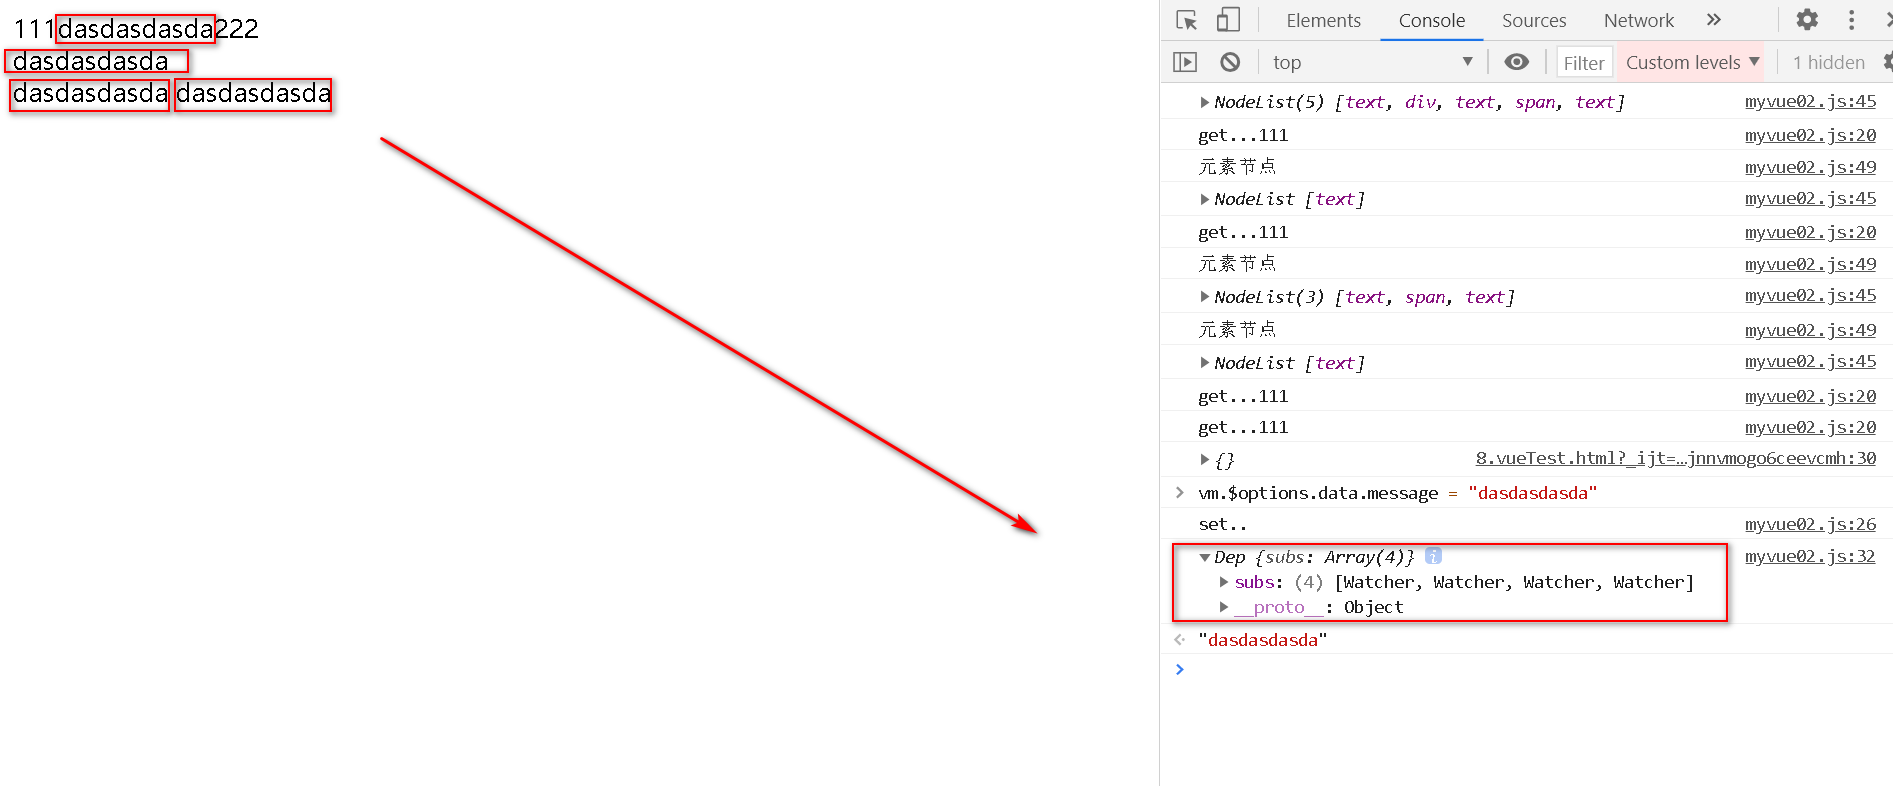 111dasdasdasda222
dasdasdasda
dasdasdasda dasdasdasda
Elements Console Sources Network
top Filter Custom levels 1 hidden
NodeList(5) [text, div, text, span, text] myvue02.js:45
get...111 myvue02.js:20
元素节点 myvue02.js:49
NodeList [text] myvue02.js:45
get...111 myvue02.js:20
元素节点 myvue02.js:49
NodeList(3) [text, span, text] myvue02.js:45
元素节点 myvue02.js:49
NodeList [text] myvue02.js:45
get...111 myvue02.js:20
get...111 myvue02.js:20
{} 8.vueTest.html?_ijt=…jnnvmogo6ceevcmh:30
vm.$options.data.message = "dasdasdasda"
set.. myvue02.js:26
Dep {subs: Array(4)} i myvue02.js:32
subs: (4) [Watcher, Watcher, Watcher, Watcher]
__proto__: Object
"dasdasdasda"